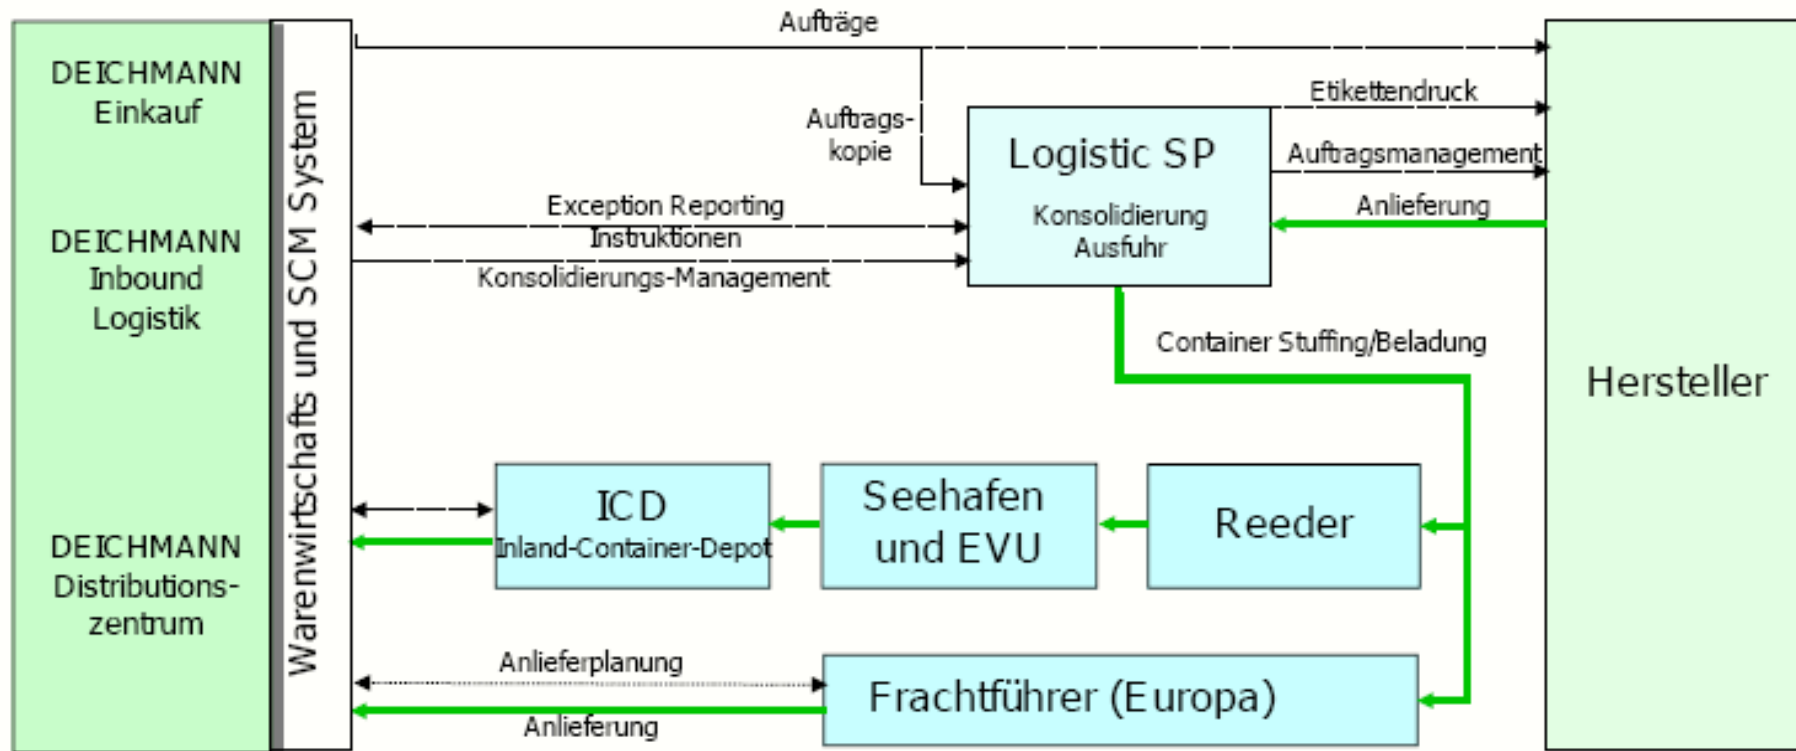 Aufträge
DEICHMANN
Einkauf
Warenwirtschafts und SCM System
Etikettendruck
Auftrags-
kopie
Logistic SP
Auftragsmanagement
Konsolidierung
Ausfuhr
Anlieferung
Exception Reporting
Instruktionen
Konsolidierungs-Management
DEICHMANN
Inbound
Logistik
Container Stuffing/Beladung
Hersteller
ICD
Inland-Container-Depot
Seehafen
und EVU
Reeder
DEICHMANN
Distributions-
zentrum
Anlieferplanung
Frachtführer (Europa)
Anlieferung